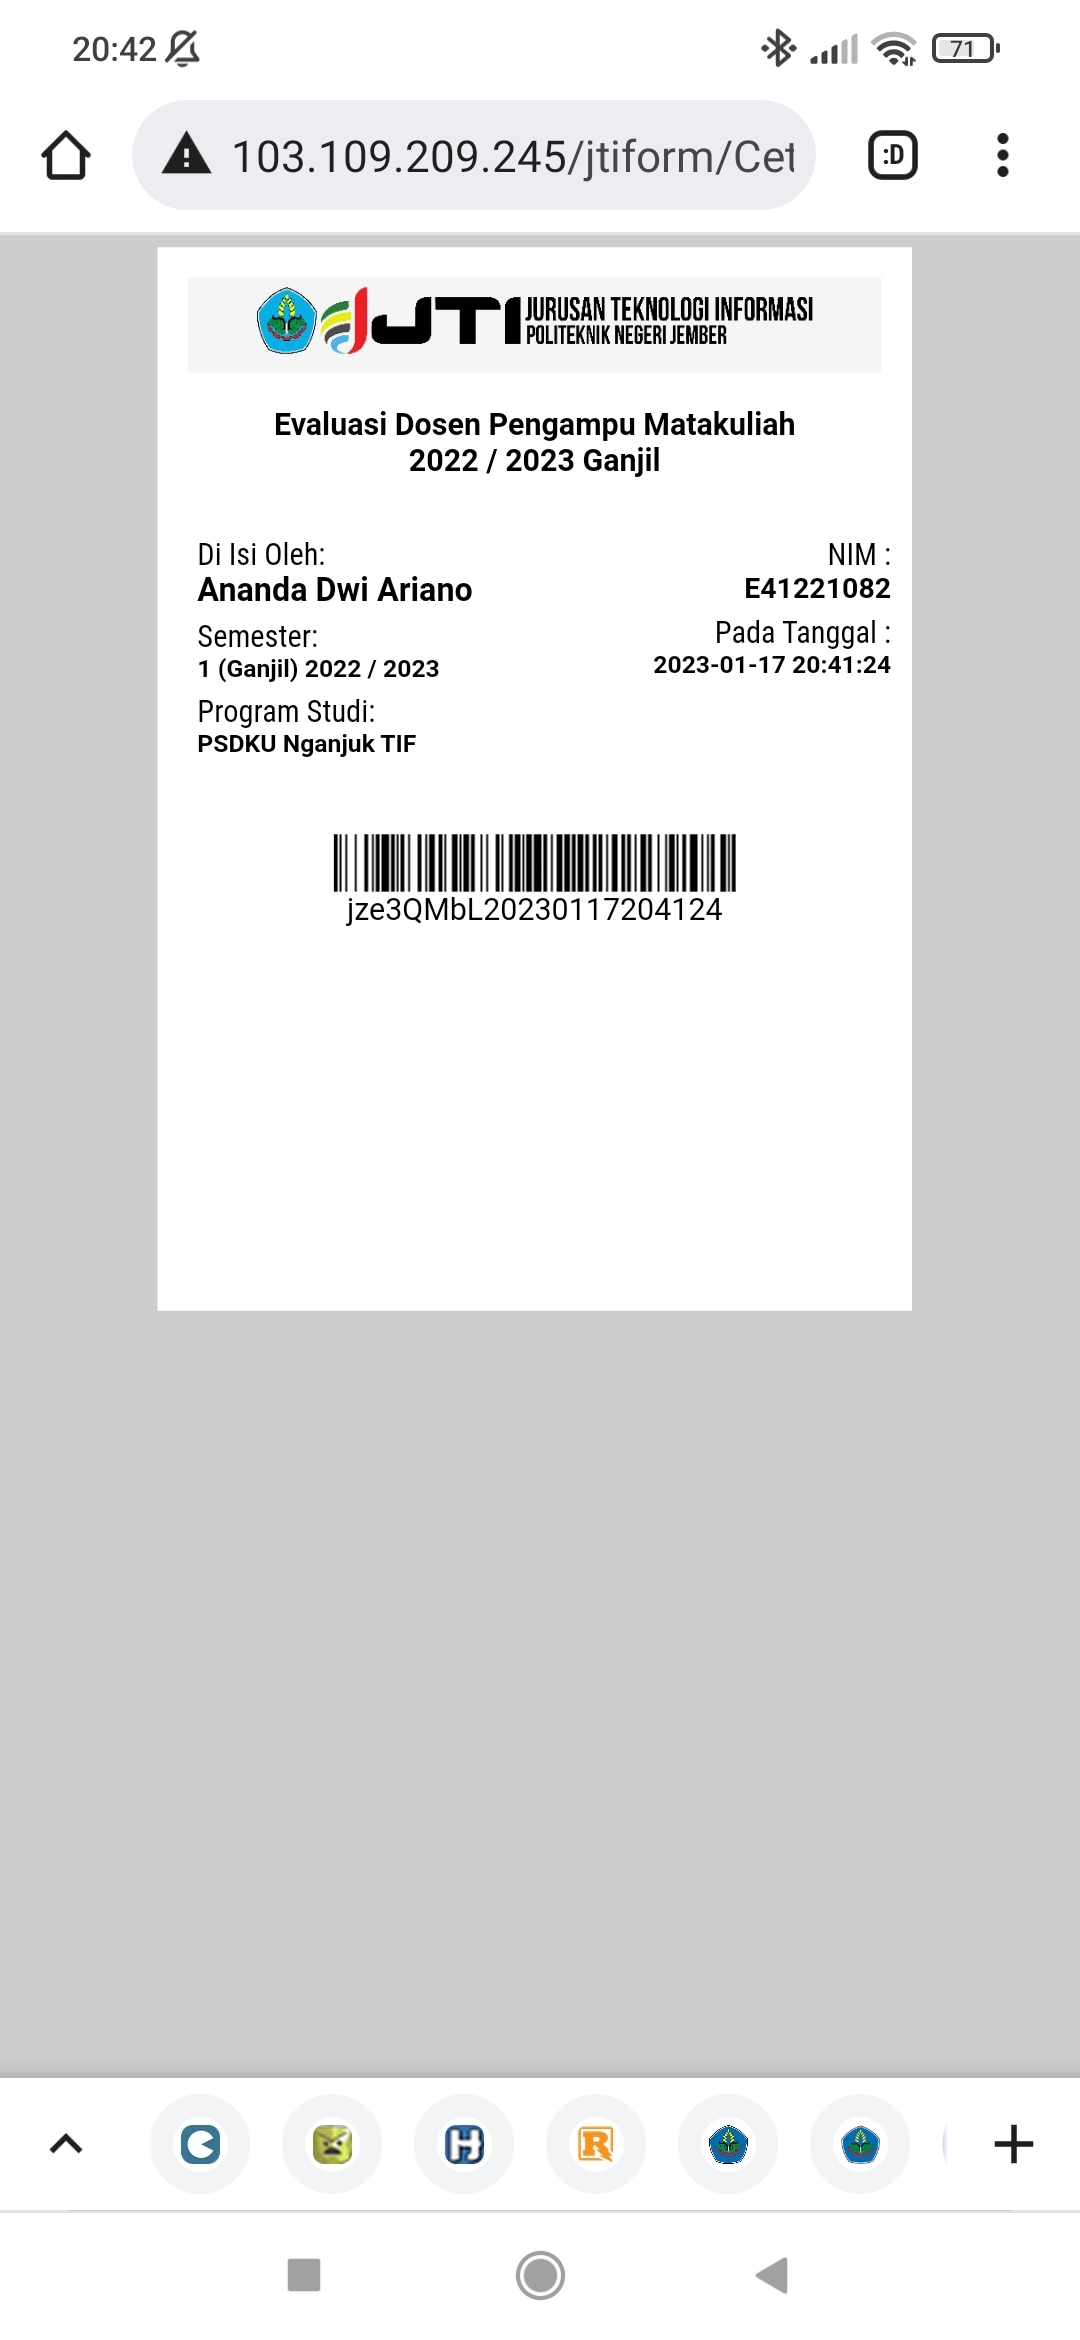 20:42
71
103.109.209.245/jtiform/Cet
:D
JTI JURUSAN TEKNOLOGI INFORMASI
POLITEKNIK NEGERI JEMBER
Evaluasi Dosen Pengampu Matakuliah
2022 / 2023 Ganjil
Di Isi Oleh:
Ananda Dwi Ariano
Semester:
1 (Ganjil) 2022 / 2023
Program Studi:
PSDKU Nganjuk TIF
NIM :
E41221082
Pada Tanggal :
2023-01-17 20:41:24
jze3QMbL20230117204124
C
H
R